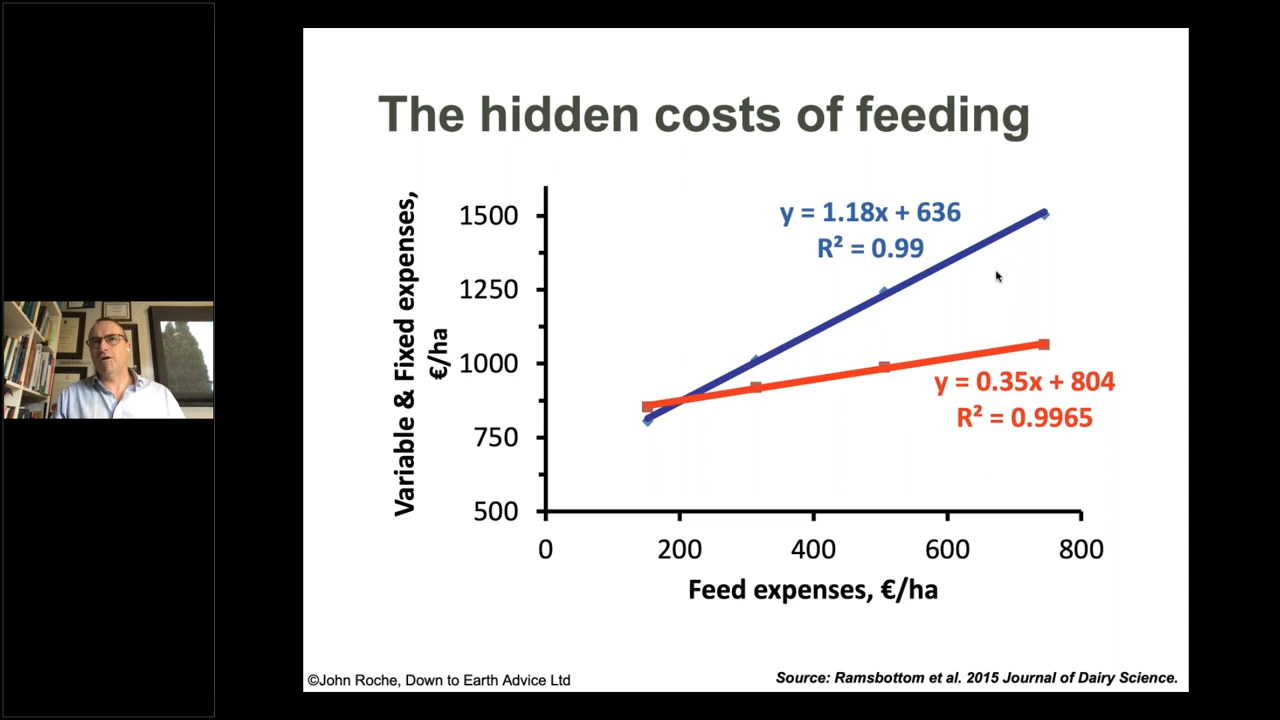 The hidden costs of feeding
Variable & Fixed expenses,
€/ha
1500
1250
1000
750
500
y = 1.18x + 636
R² = 0.99
y = 0.35x + 804
R² = 0.9965
0 200 400 600 800
Feed expenses, €/ha
©John Roche, Down to Earth Advice Ltd
Source: Ramsbottom et al. 2015 Journal of Dairy Science.